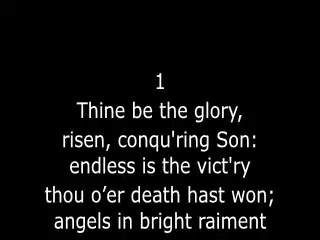 1
Thine be the glory,
risen, conqu'ring Son:
endless is the vict'ry
thou o’er death hast won;
angels in bright raiment